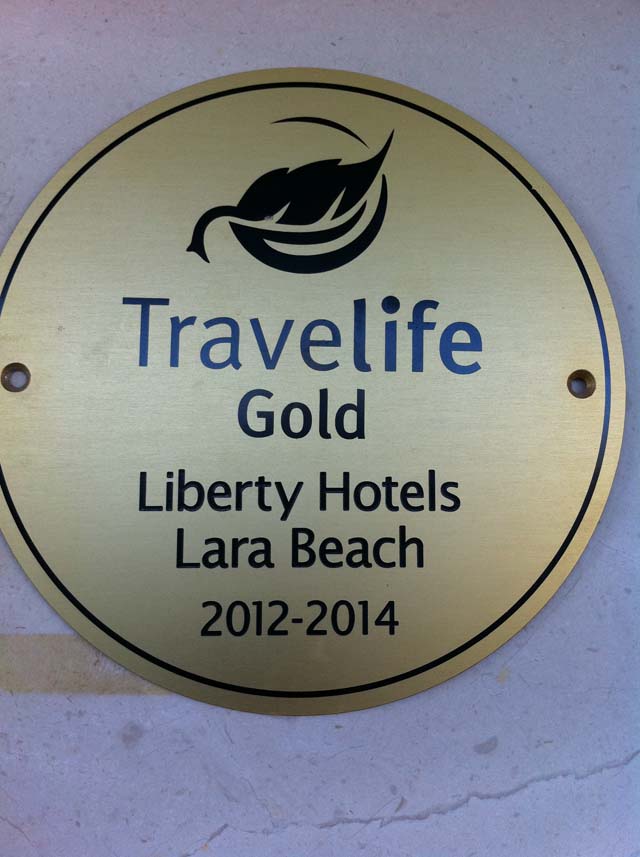 Travelife
Gold
Liberty Hotels
Lara Beach
2012-2014